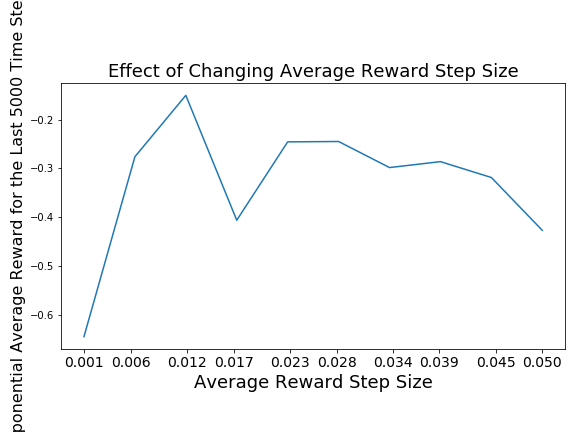 Effect of Changing Average Reward Step Size
ponential Average Reward for the Last 5000 Time Ste
−0.2
−0.3
−0.4
−0.5
−0.6
0.001 0.006 0.012 0.017 0.023 0.028 0.034 0.039 0.045 0.050
Average Reward Step Size